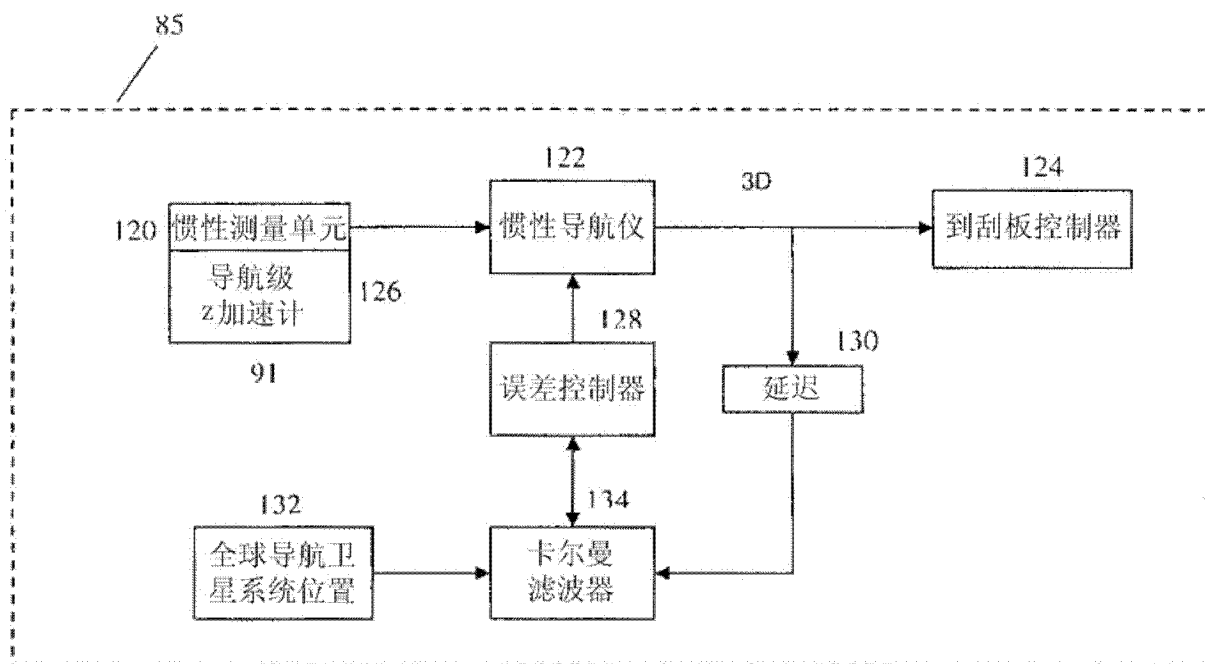 85
122
3D
124
120
惯性测量单元
惯性导航仪
到刮板控制器
导航级
z加速计
126
91
128
130
误差控制器
延迟
132
134
全球导航卫
星系统位置
卡尔曼
滤波器